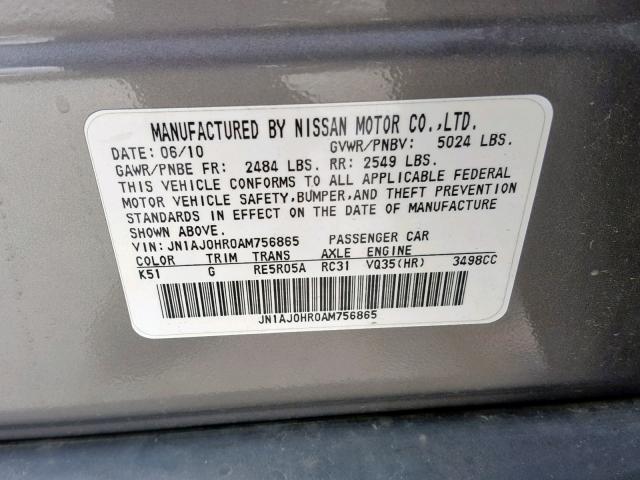 MANUFACTURED BY NISSAN MOTOR CO.,LTD.
DATE: 06/10 GVWR/PNBV: 5024 LBS.
GAWR/PNBE FR: 2484 LBS. RR: 2549 LBS.
THIS VEHICLE CONFORMS TO ALL APPLICABLE FEDERAL
MOTOR VEHICLE SAFETY,BUMPER,AND THEFT PREVENTION
STANDARDS IN EFFECT ON THE DATE OF MANUFACTURE
SHOWN ABOVE.
VIN: JN1AJ0HR0AM756865 PASSENGER CAR
COLOR TRIM TRANS AXLE ENGINE
K51 G RE5R05A RC31 VQ35(HR) 3498CC
JN1AJ0HR0AM756865